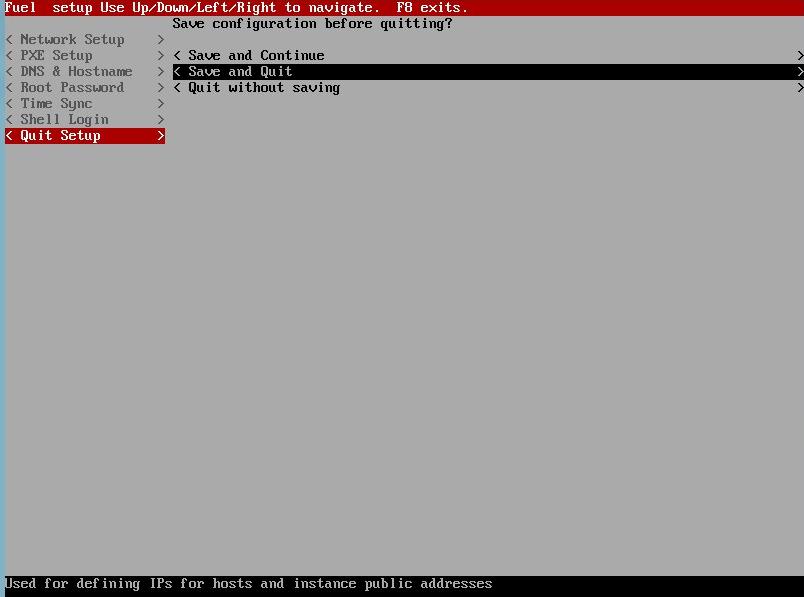 Fuel  setup Use Up/Down/Left/Right to navigate.  F8 exits.
Save configuration before quitting?
< Network Setup    >
< PXE Setup        > < Save and Continue >
< DNS & Hostname   > < Save and Quit >
< Root Password    > < Quit without saving >
< Time Sync        >
< Shell Login      >
< Quit Setup       >
Used for defining IPs for hosts and instance public addresses